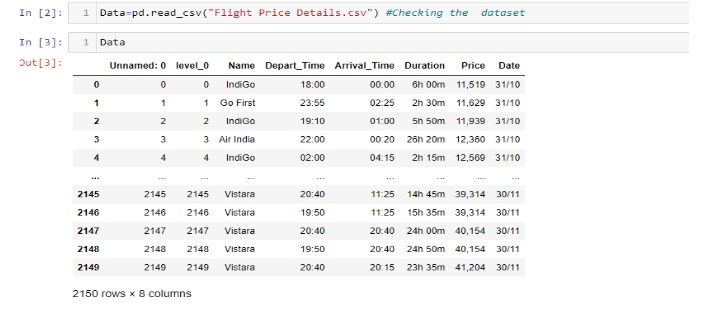 In [2]: 1 Data=pd.read_csv("Flight Price Details.csv") #Checking the dataset
In [3]: 1 Data
Out[3]:
Unnamed: 0 level_0 Name Depart_Time Arrival_Time Duration Price Date
0 0 0 IndiGo 18:00 00:00 6h 00m 11,519 31/10
1 1 1 Go First 23:55 02:25 2h 30m 11,629 31/10
2 2 2 IndiGo 19:10 01:00 5h 50m 11,939 31/10
3 3 3 Air India 22:00 00:20 26h 20m 12,360 31/10
4 4 4 IndiGo 02:00 04:15 2h 15m 12,569 31/10
... ... ... ... ... ... ... ... ...
2145 2145 2145 Vistara 20:40 11:25 14h 45m 39,314 30/11
2146 2146 2146 Vistara 19:50 11:25 15h 35m 39,314 30/11
2147 2147 2147 Vistara 20:40 20:40 24h 00m 40,154 30/11
2148 2148 2148 Vistara 19:50 20:40 24h 50m 40,154 30/11
2149 2149 2149 Vistara 20:40 20:15 23h 35m 41,204 30/11
2150 rows × 8 columns